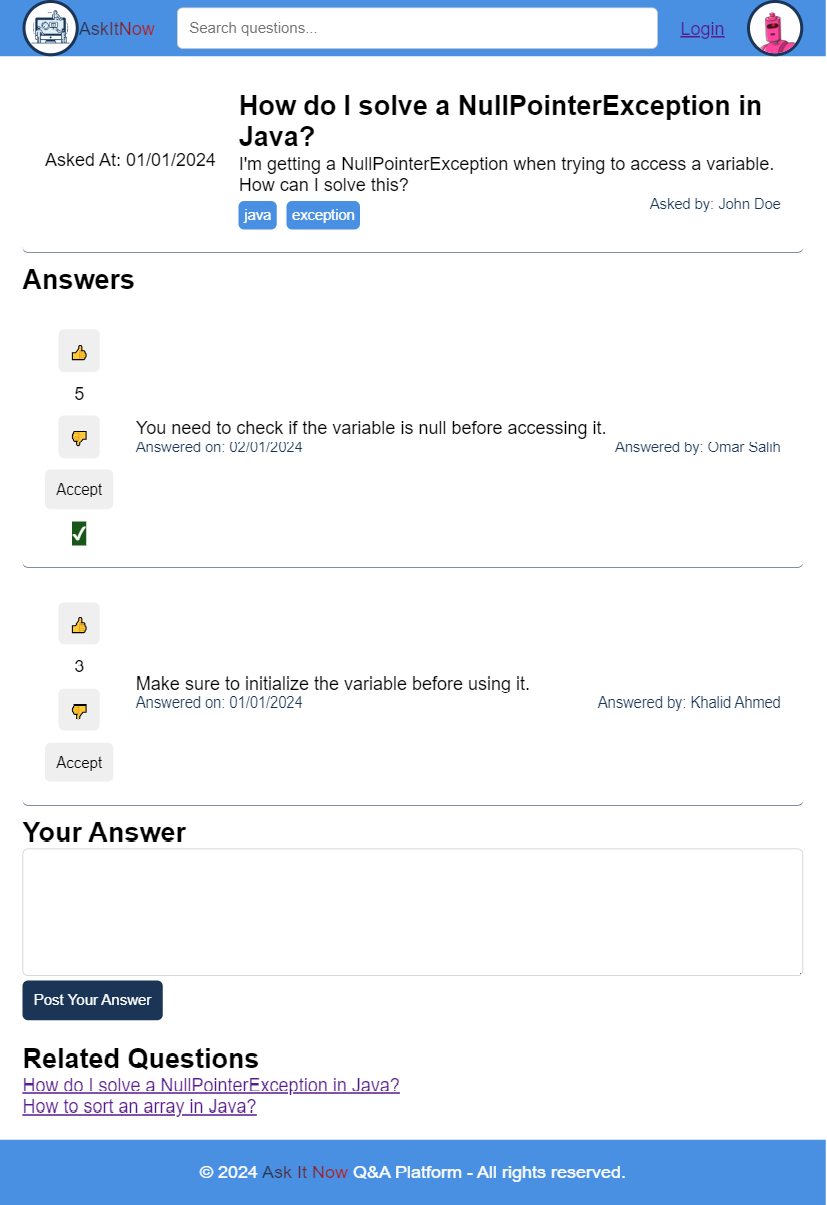 AskItNow
Search questions...
Login
How do I solve a NullPointerException in
Java?
Asked At: 01/01/2024
I'm getting a NullPointerException when trying to access a variable.
How can I solve this?
java exception
Asked by: John Doe
Answers
5
You need to check if the variable is null before accessing it.
Answered on: 02/01/2024 Answered by: Omar Salih
Accept
3
Make sure to initialize the variable before using it.
Answered on: 01/01/2024 Answered by: Khalid Ahmed
Accept
Your Answer
Post Your Answer
Related Questions
How do I solve a NullPointerException in Java?
How to sort an array in Java?
© 2024 Ask It Now Q&A Platform - All rights reserved.